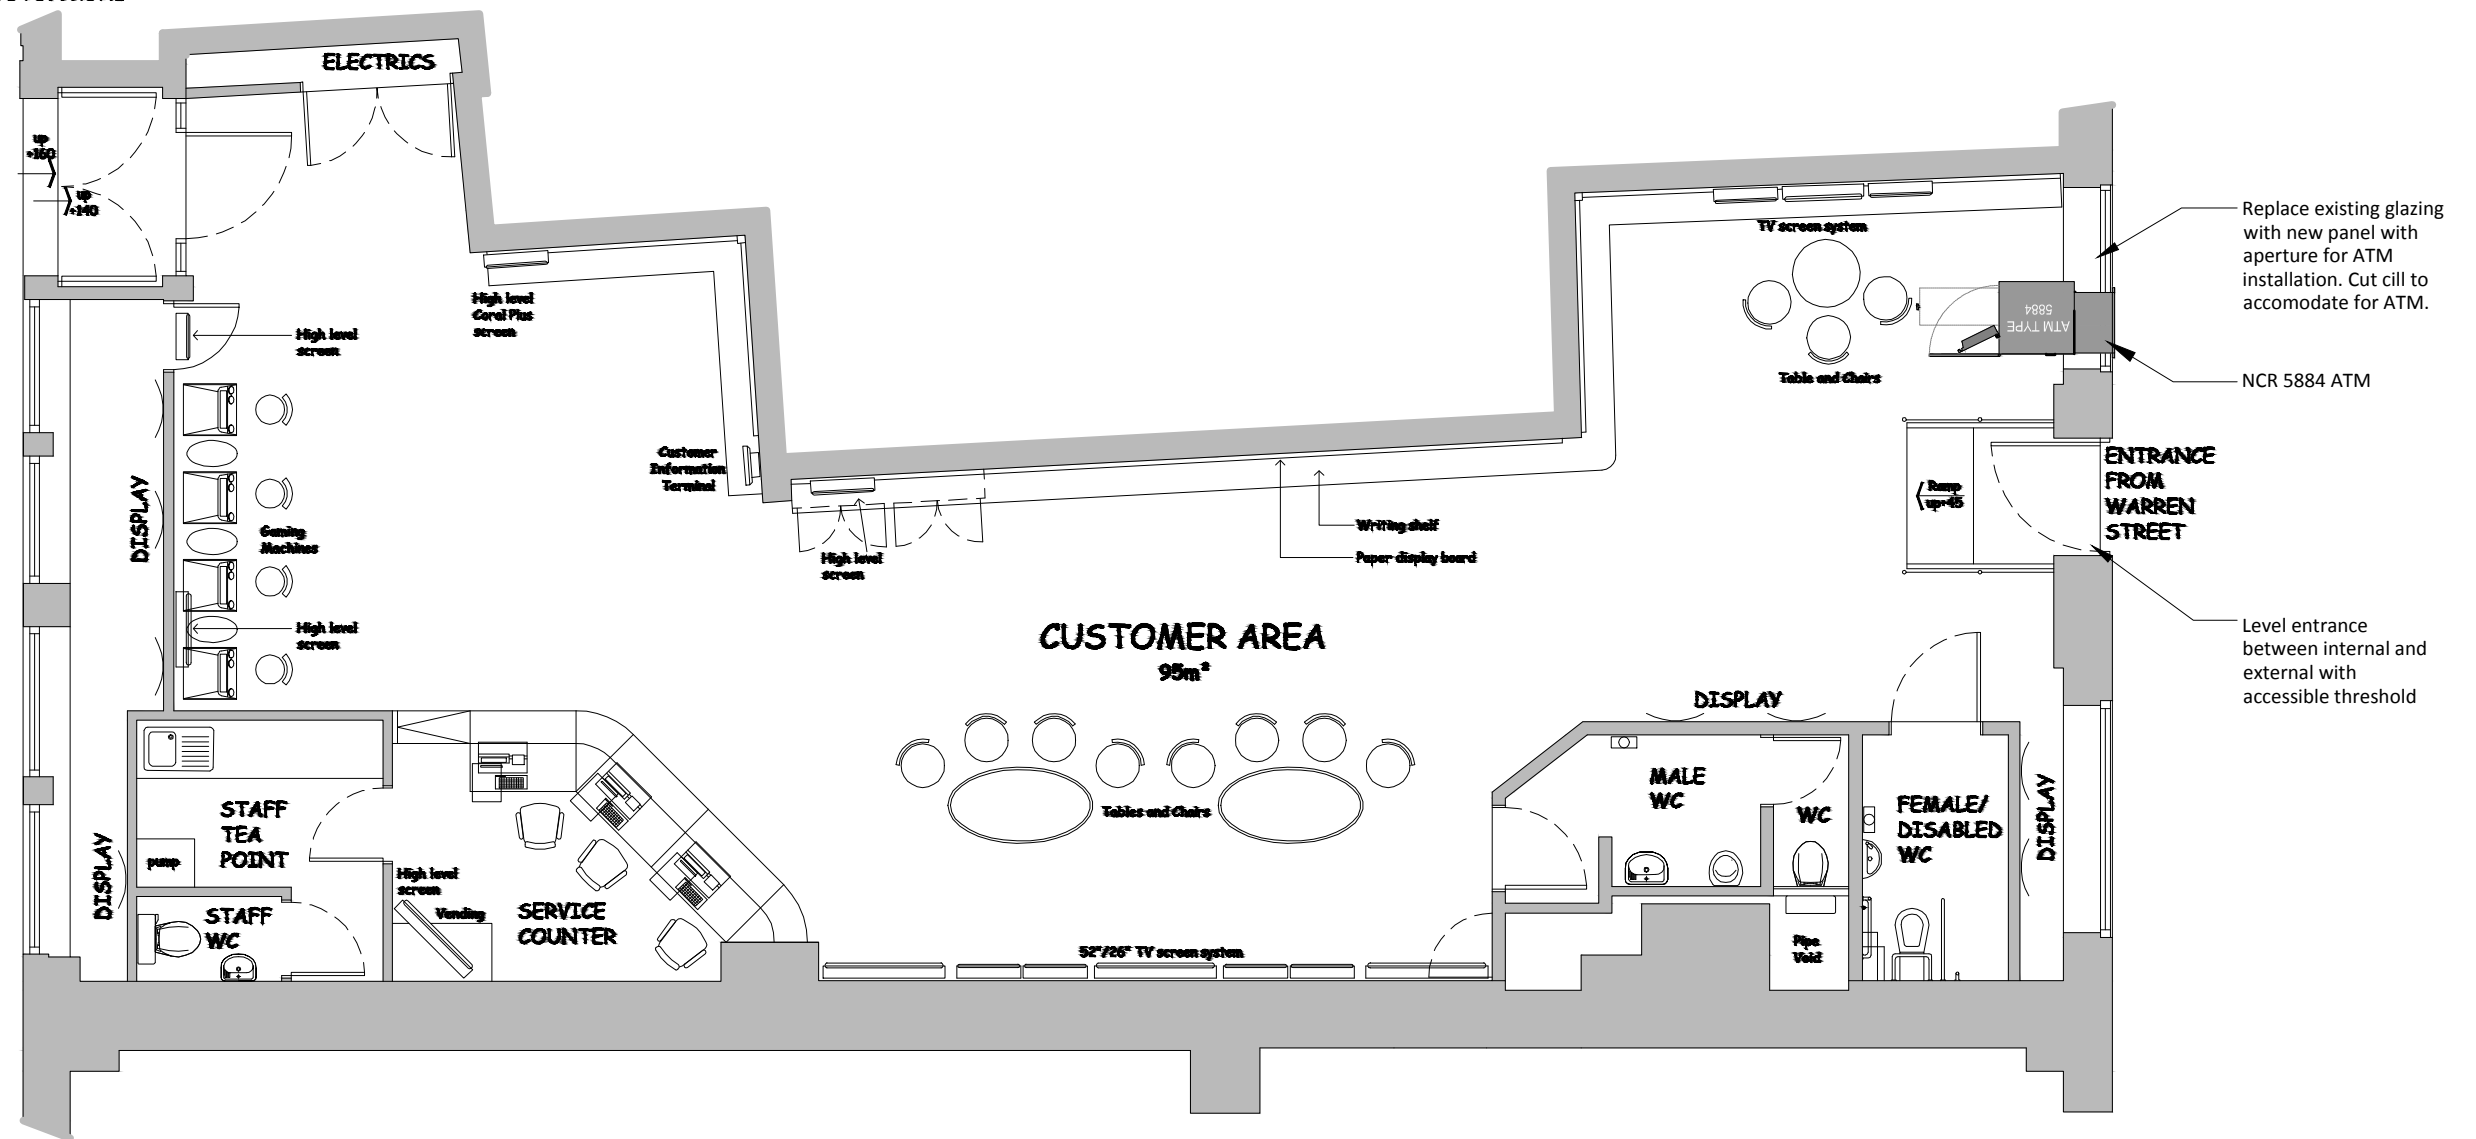 ELECTRICS
up
+160
up
+140
High level
screen
High level
Coral Plus
screen
TV screen system
Table and Chairs
ATM TYPE
5884
Replace existing glazing
with new panel with
aperture for ATM
installation. Cut cill to
accomodate for ATM.
NCR 5884 ATM
Customer
Information
Terminal
DISPLAY
Gaming
Machines
High level
screen
Writing shelf
Paper display board
High level
screen
Ramp
up+45
ENTRANCE
FROM
WARREN
STREET
Level entrance
between internal and
external with
accessible threshold
CUSTOMER AREA
95m²
DISPLAY
STAFF
TEA
POINT
pump
DISPLAY
STAFF
WC
High level
screen
Vending
SERVICE
COUNTER
Tables and Chairs
52"/26" TV screen system
MALE
WC
WC
FEMALE/
DISABLED
WC
DISPLAY
Pipe
Void